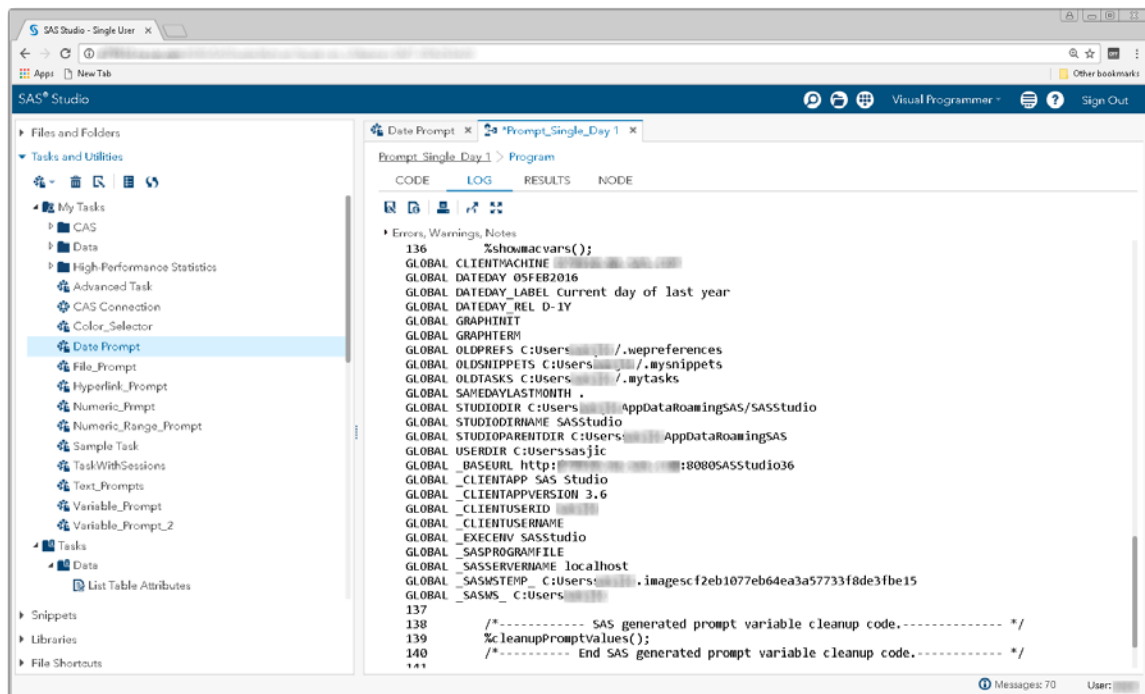 SAS Studio - Single User
Apps New Tab
Other bookmarks
SAS® Studio
Visual Programmer
Sign Out
Files and Folders
Tasks and Utilities
My Tasks
CAS
Data
High-Performance Statistics
Advanced Task
CAS Connection
Color_Selector
Date Prompt
File_Prompt
Hyperlink_Prompt
Numeric_Prmpt
Numeric_Range_Prompt
Sample Task
TaskWithSessions
Text_Prompts
Variable_Prompt
Variable_Prompt_2
Tasks
Data
List Table Attributes
Snippets
Libraries
File Shortcuts
Date Prompt
*Prompt_Single_Day 1
Prompt_Single_Day 1 > Program
CODE LOG RESULTS NODE
Errors, Warnings, Notes
136 %showmacvars();
GLOBAL CLIENTMACHINE
GLOBAL DATEDAY 05FEB2016
GLOBAL DATEDAY_LABEL Current day of last year
GLOBAL DATEDAY_REL D-1Y
GLOBAL GRAPHINIT
GLOBAL GRAPHTERM
GLOBAL OLDPREFS C:Users /.wepreferences
GLOBAL OLDSNIPPETS C:Users /.mysnippets
GLOBAL OLDTASKS C:Users /.mytasks
GLOBAL SAMEDAYLASTMONTH .
GLOBAL STUDIODIR C:Users AppDataRoamingSAS/SASStudio
GLOBAL STUDIODIRNAME SASStudio
GLOBAL STUDIOPARENTDIR C:Users AppDataRoamingSAS
GLOBAL USERDIR C:Userssasjic
GLOBAL _BASEURL http: :8080SASStudio36
GLOBAL _CLIENTAPP SAS Studio
GLOBAL _CLIENTAPPVERSION 3.6
GLOBAL _CLIENTUSERID
GLOBAL _CLIENTUSERNAME
GLOBAL _EXECENV SASStudio
GLOBAL _SASPROGRAMFILE
GLOBAL _SASSERVERNAME localhost
GLOBAL _SASWSTEMP_ C:Users .imagescf2eb1077eb64ea3a57733f8de3fbe15
GLOBAL _SASWS_ C:Users
137
138 /*------------ SAS generated prompt variable cleanup code.-------------- */
139 %cleanupPromptValues();
140 /*---------- End SAS generated prompt variable cleanup code.------------ */
141
Messages: 70 User: